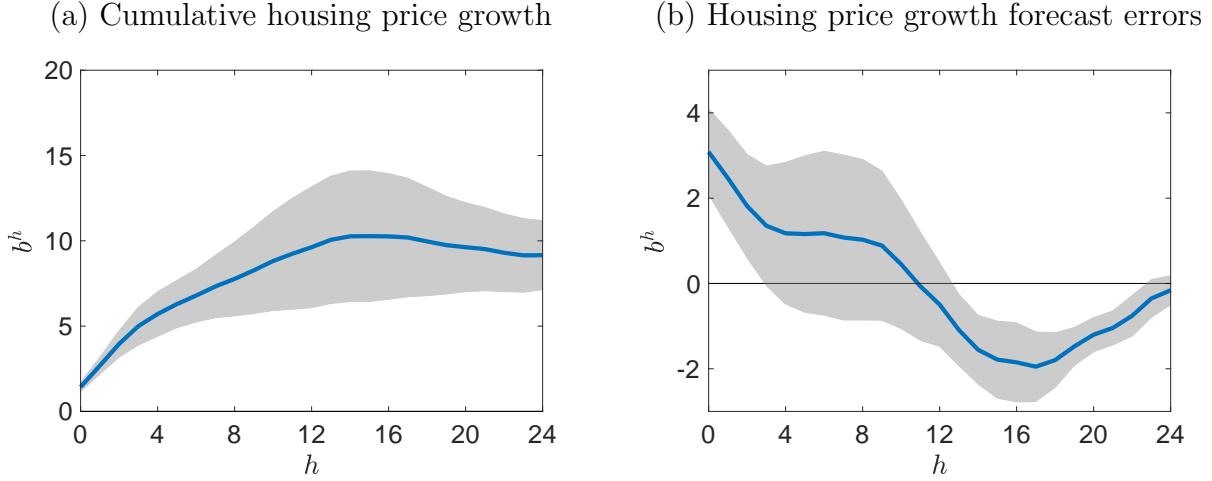 (a) Cumulative housing price growth
20
15
10
5
0
b^h
0 4 8 12 16 20 24
h
(b) Housing price growth forecast errors
4
2
0
-2
b^h
0 4 8 12 16 20 24
h